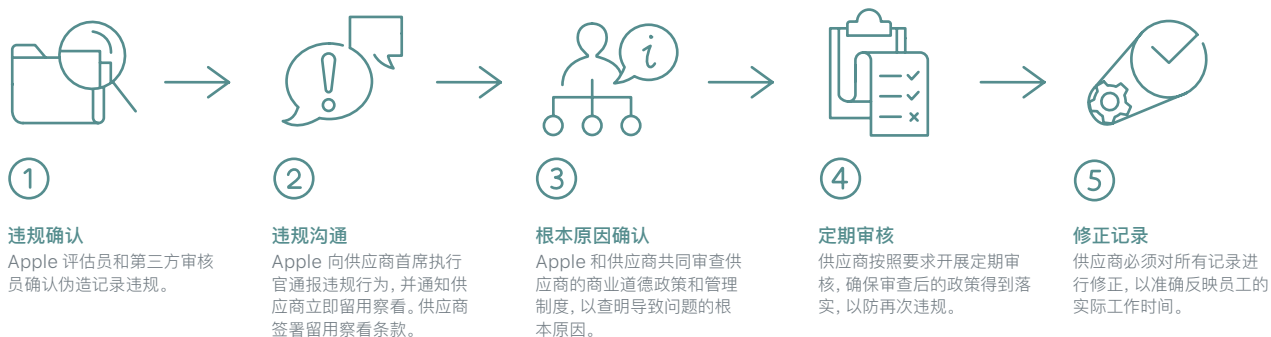 1
违规确认
Apple 评估员和第三方审核
员确认伪造记录违规。
2
违规沟通
Apple 向供应商首席执行
官通报违规行为，并通知供
应商立即留用察看。供应商
签署留用察看条款。
3
根本原因确认
Apple 和供应商共同审查供
应商的商业道德政策和管理
制度，以查明导致问题的根
本原因。
4
定期审核
供应商按照要求开展定期审
核，确保审查后的政策得到落
实，以防再次违规。
5
修正记录
供应商必须对所有记录进
行修正，以准确反映员工的
实际工作时间。